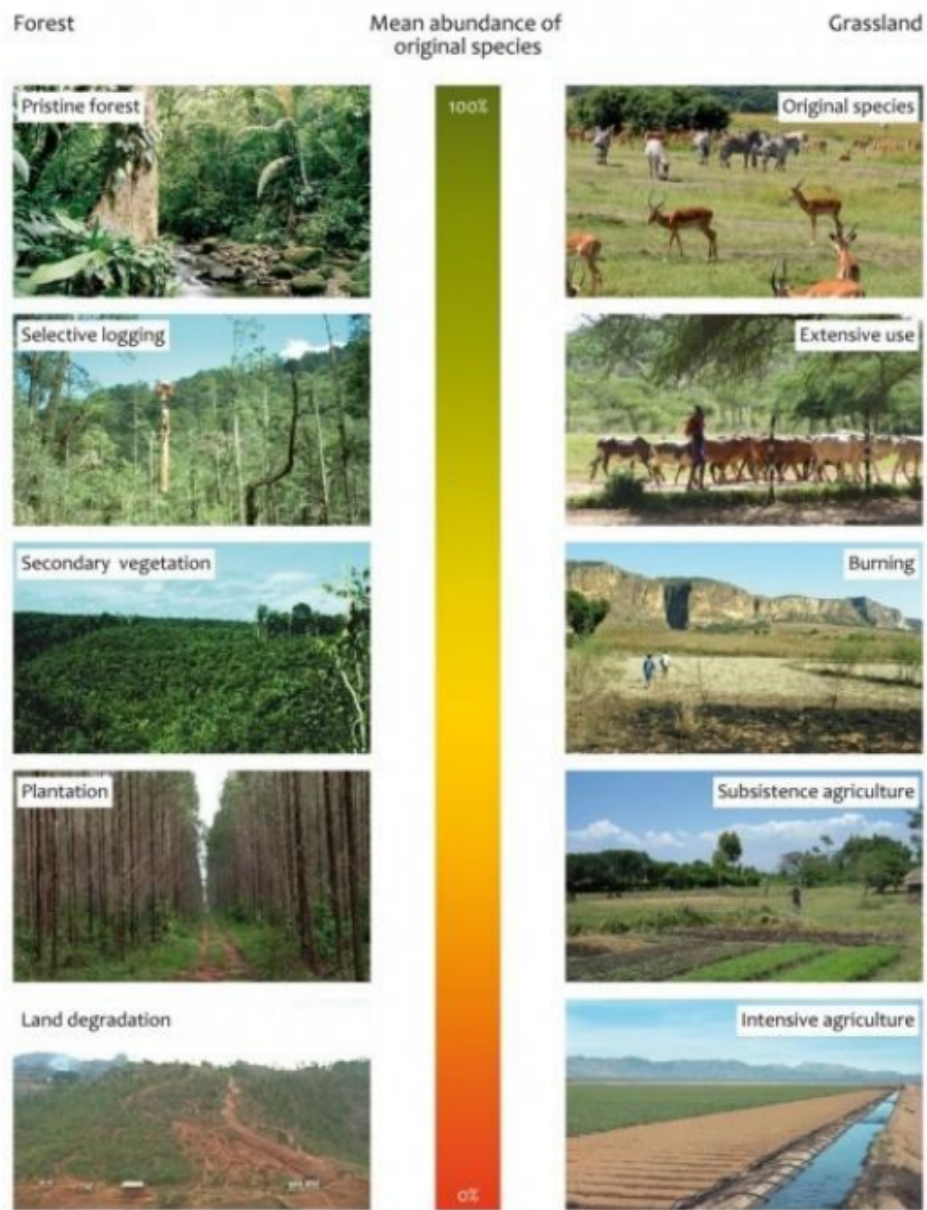 Forest
Mean abundance of
original species
Grassland
Pristine forest
100%
Original species
Selective logging
Extensive use
Secondary vegetation
Burning
Plantation
Subsistence agriculture
Land degradation
Intensive agriculture
0%